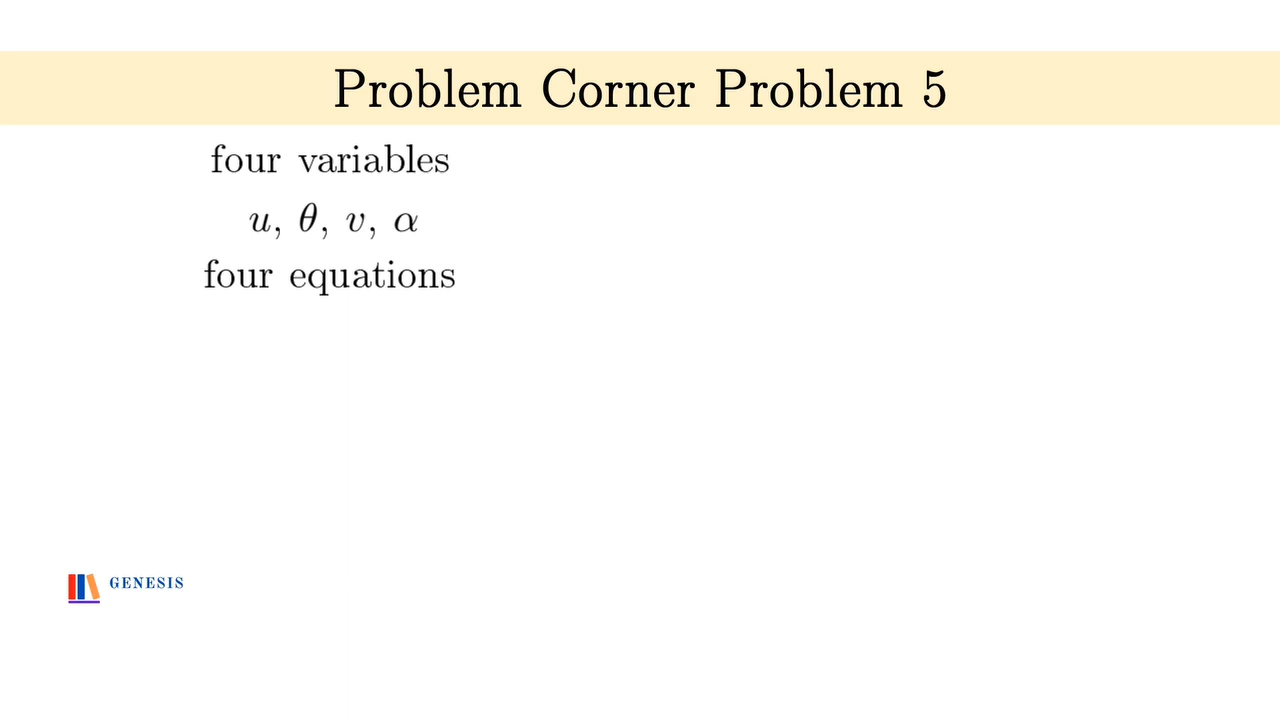 Problem Corner Problem 5
four variables
u, θ, v, α
four equations
GENESIS